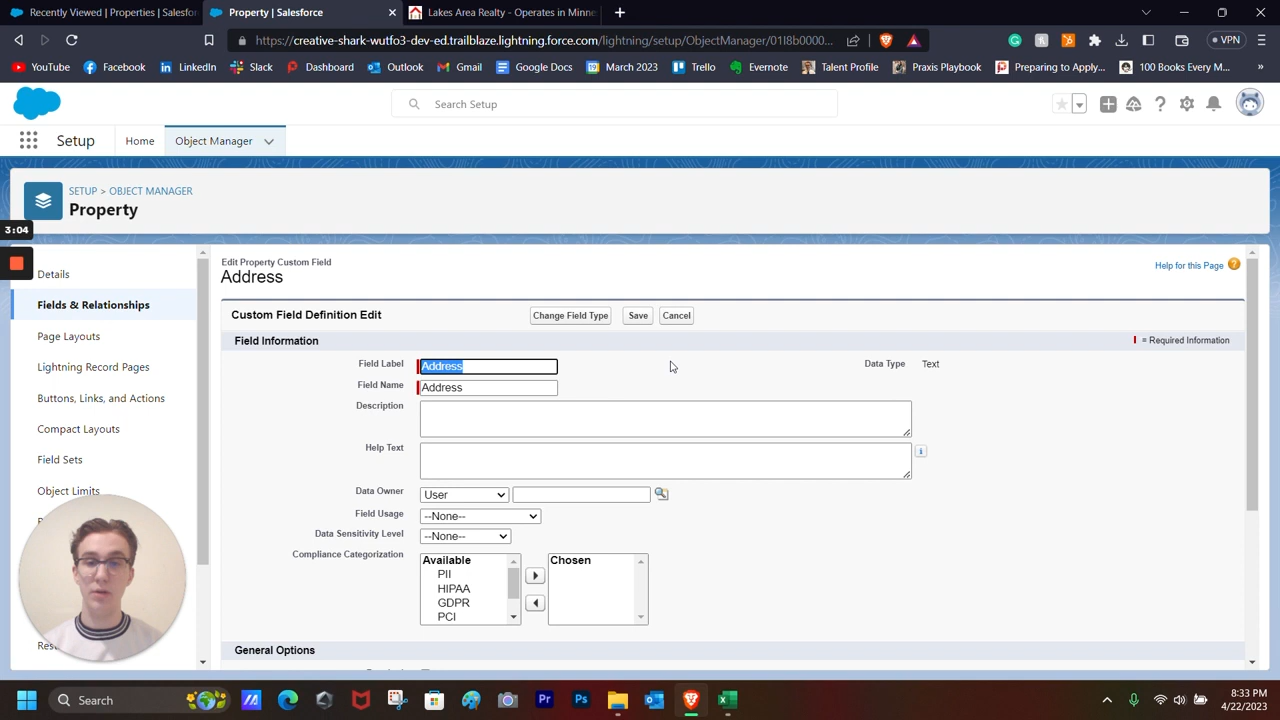 Recently Viewed | Properties | Salesfor
Property | Salesforce
Lakes Area Realty - Operates in Minne
https://creative-shark-wutfo3-dev-ed.trailblaze.lightning.force.com/lightning/setup/ObjectManager/01I8b0000...
VPN
YouTube
Facebook
LinkedIn
Slack
Dashboard
Outlook
Gmail
Google Docs
March 2023
Trello
Evernote
Talent Profile
Praxis Playbook
Preparing to Apply...
100 Books Every M...
»
Search Setup
Setup
Home
Object Manager
SETUP > OBJECT MANAGER
Property
3:04
Details
Fields & Relationships
Page Layouts
Lightning Record Pages
Buttons, Links, and Actions
Compact Layouts
Field Sets
Object Limits
Edit Property Custom Field
Address
Help for this Page
Custom Field Definition Edit
Change Field Type
Save
Cancel
Field Information
= Required Information
Field Label
Address
Data Type
Text
Field Name
Address
Description
Help Text
i
Data Owner
User
Field Usage
--None--
Data Sensitivity Level
--None--
Compliance Categorization
Available
PII
HIPAA
GDPR
PCI
Chosen
General Options
Search
Pr
Ps
8:33 PM
4/22/2023